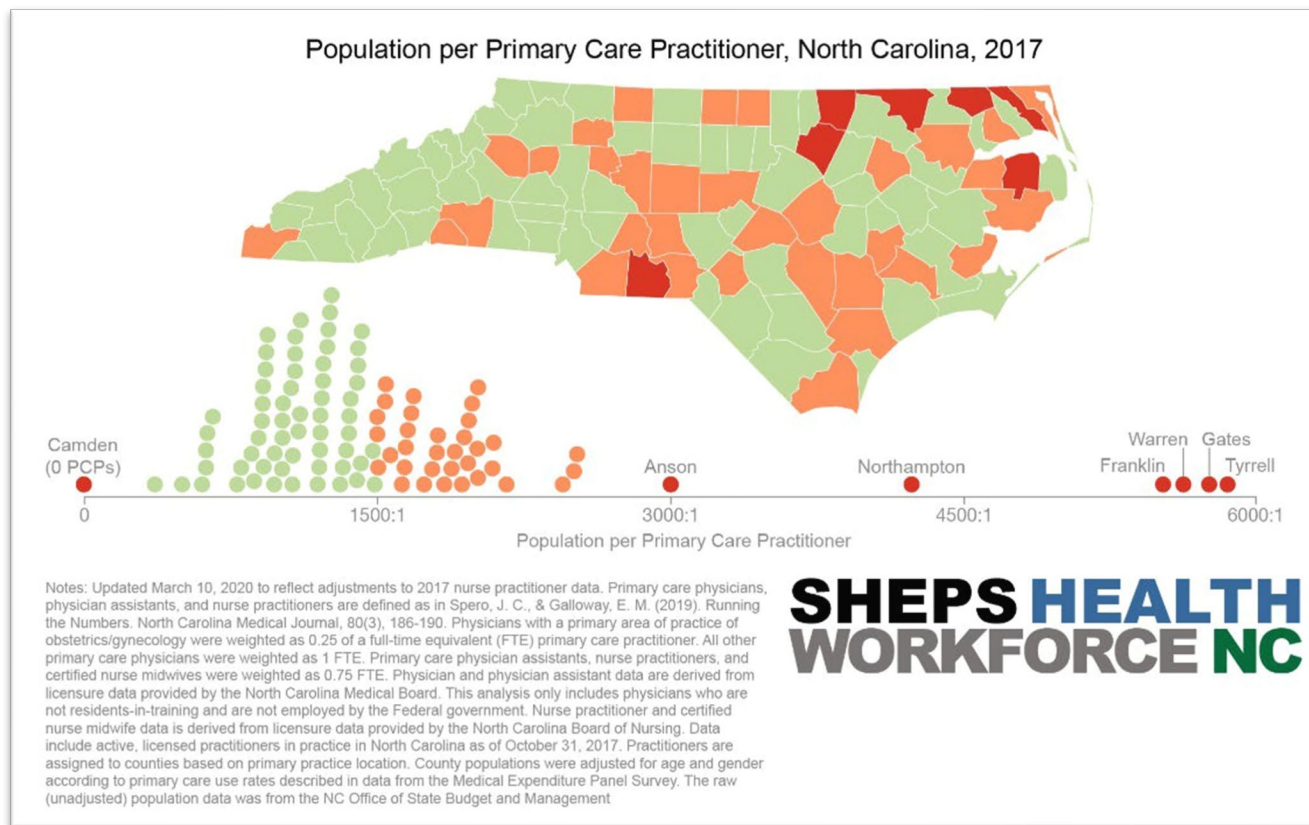 Population per Primary Care Practitioner, North Carolina, 2017
Camden
(0 PCPs)
Anson
Northampton
Warren
Gates
Franklin
Tyrrell
0
1500:1
3000:1
4500:1
6000:1
Population per Primary Care Practitioner
Notes: Updated March 10, 2020 to reflect adjustments to 2017 nurse practitioner data. Primary care physicians,
physician assistants, and nurse practitioners are defined as in Spero, J. C., & Galloway, E. M. (2019). Running
the Numbers. North Carolina Medical Journal, 80(3), 186-190. Physicians with a primary area of practice of
obstetrics/gynecology were weighted as 0.25 of a full-time equivalent (FTE) primary care practitioner. All other
primary care physicians were weighted as 1 FTE. Primary care physician assistants, nurse practitioners, and
certified nurse midwives were weighted as 0.75 FTE. Physician and physician assistant data are derived from
licensure data provided by the North Carolina Medical Board. This analysis only includes physicians who are
not residents-in-training and are not employed by the Federal government. Nurse practitioner and certified
nurse midwife data is derived from licensure data provided by the North Carolina Board of Nursing. Data
include active, licensed practitioners in practice in North Carolina as of October 31, 2017. Practitioners are
assigned to counties based on primary practice location. County populations were adjusted for age and gender
according to primary care use rates described in data from the Medical Expenditure Panel Survey. The raw
(unadjusted) population data was from the NC Office of State Budget and Management
SHEPS HEALTH
WORKFORCE NC